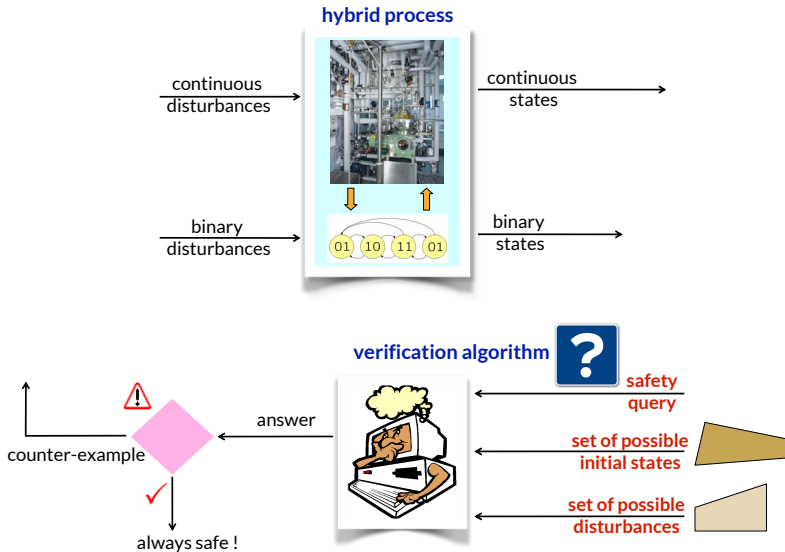 hybrid process
continuous
disturbances
continuous
states
binary
disturbances
binary
states
01 10 11 01
verification algorithm
?
safety
query
answer
set of possible
initial states
counter-example
set of possible
disturbances
always safe !